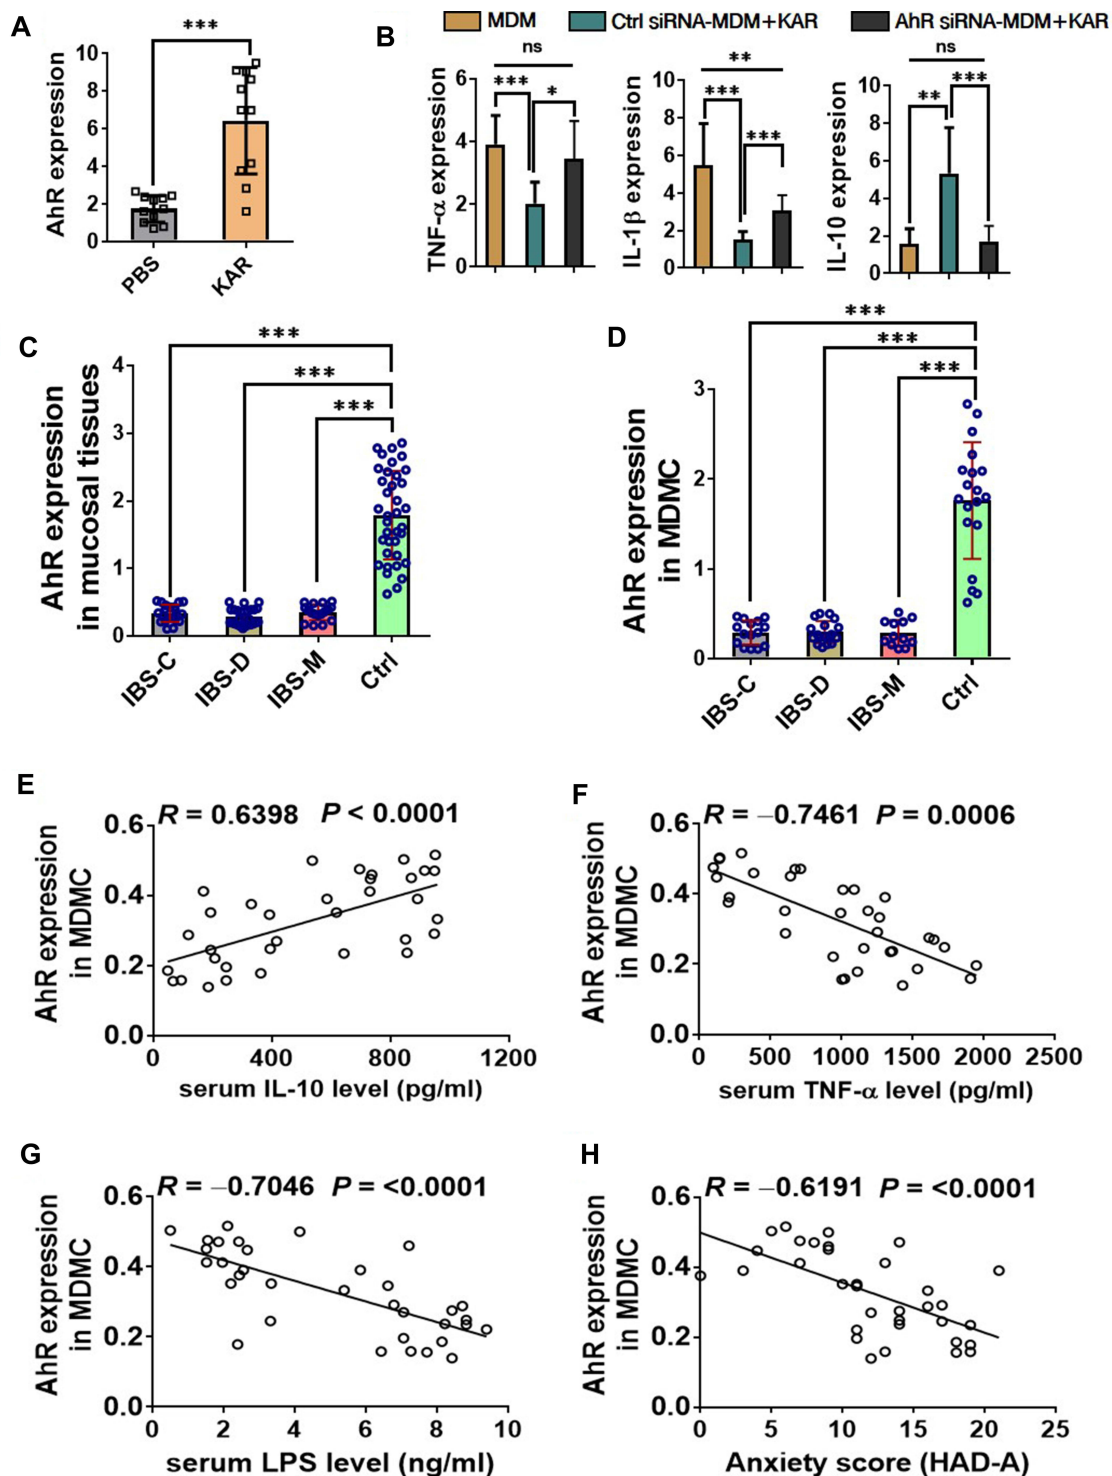 A
***
AhR expression
10
8
6
4
2
0
PBS
KAR
B
MDM
Ctrl siRNA-MDM+KAR
AhR siRNA-MDM+KAR
ns
***
*
TNF-α expression
6
4
2
0
**
***
***
IL-1β expression
10
8
6
4
2
0
ns
**
***
IL-10 expression
10
8
6
4
2
0
C
***
***
***
AhR expression
in mucosal tissues
4
3
2
1
0
IBS-C
IBS-D
IBS-M
Ctrl
D
***
***
***
AhR expression
in MDMC
3
2
1
0
IBS-C
IBS-D
IBS-M
Ctrl
E
R = 0.6398 P < 0.0001
AhR expression
in MDMC
0.6
0.4
0.2
0.0
0 400 800 1200
serum IL-10 level (pg/ml)
F
R = −0.7461 P = 0.0006
AhR expression
in MDMC
0.6
0.4
0.2
0.0
0 500 1000 1500 2000 2500
serum TNF-α level (pg/ml)
G
R = −0.7046 P = <0.0001
AhR expression
in MDMC
0.6
0.4
0.2
0.0
0 2 4 6 8 10
serum LPS level (ng/ml)
H
R = −0.6191 P = <0.0001
AhR expression
in MDMC
0.6
0.4
0.2
0.0
0 5 10 15 20 25
Anxiety score (HAD-A)